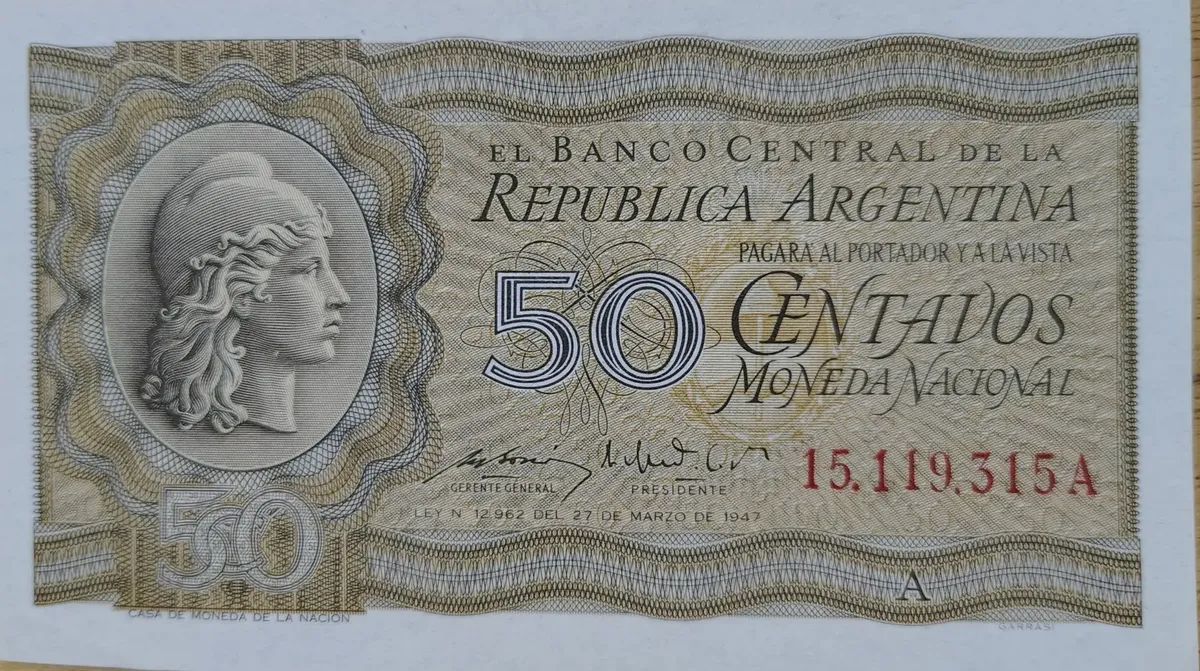 EL BANCO CENTRAL DE LA
REPUBLICA ARGENTINA
PAGARA AL PORTADOR Y A LA VISTA
50 CENTAVOS
MONEDA NACIONAL
15.119.315A
GERENTE GENERAL PRESIDENTE
LEY N 12.962 DEL 27 DE MARZO DE 1947
50
A
CASA DE MONEDA DE LA NACION
GARRASI